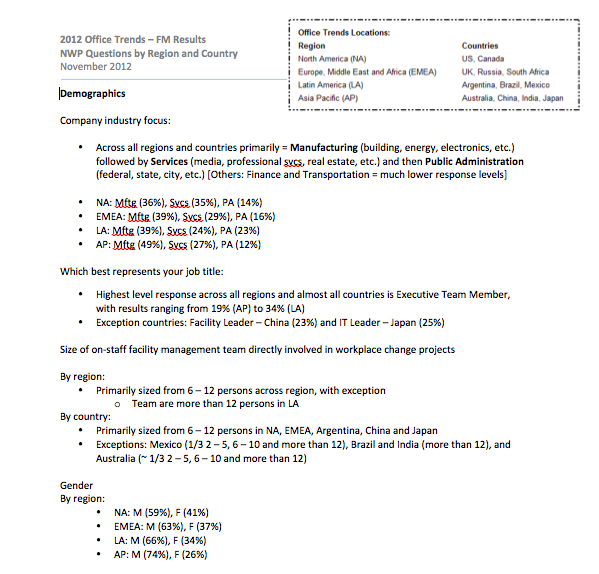 2012 Office Trends – FM Results
NWP Questions by Region and Country
November 2012
Office Trends Locations:
Region Countries
North America (NA) US, Canada
Europe, Middle East and Africa (EMEA) UK, Russia, South Africa
Latin America (LA) Argentina, Brazil, Mexico
Asia Pacific (AP) Australia, China, India, Japan
Demographics
Company industry focus:
• Across all regions and countries primarily = Manufacturing (building, energy, electronics, etc.)
followed by Services (media, professional svcs, real estate, etc.) and then Public Administration
(federal, state, city, etc.) [Others: Finance and Transportation = much lower response levels]
• NA: Mftg (36%), Svcs (35%), PA (14%)
• EMEA: Mftg (39%), Svcs (29%), PA (16%)
• LA: Mftg (39%), Svcs (24%), PA (23%)
• AP: Mftg (49%), Svcs (27%), PA (12%)
Which best represents your job title:
• Highest level response across all regions and almost all countries is Executive Team Member,
with results ranging from 19% (AP) to 34% (LA)
• Exception countries: Facility Leader – China (23%) and IT Leader – Japan (25%)
Size of on-staff facility management team directly involved in workplace change projects
By region:
• Primarily sized from 6 – 12 persons across region, with exception
o Team are more than 12 persons in LA
By country:
• Primarily sized from 6 – 12 persons in NA, EMEA, Argentina, China and Japan
• Exceptions: Mexico (1/3 2 – 5, 6 – 10 and more than 12), Brazil and India (more than 12), and
Australia (~ 1/3 2 – 5, 6 – 10 and more than 12)
Gender
By region:
• NA: M (59%), F (41%)
• EMEA: M (63%), F (37%)
• LA: M (66%), F (34%)
• AP: M (74%), F (26%)